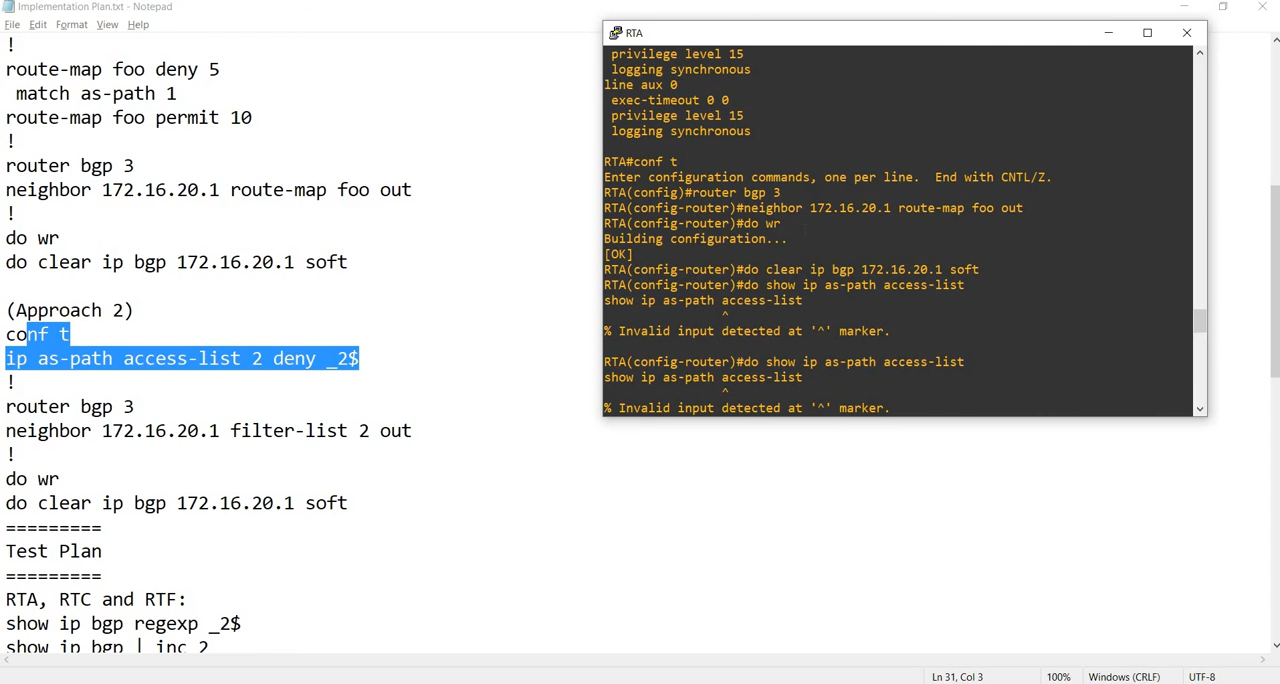 Implementation Plan.txt - Notepad
File Edit Format View Help
!
route-map foo deny 5
match as-path 1
route-map foo permit 10
!
router bgp 3
neighbor 172.16.20.1 route-map foo out
!
do wr
do clear ip bgp 172.16.20.1 soft
(Approach 2)
conf t
ip as-path access-list 2 deny _2$
!
router bgp 3
neighbor 172.16.20.1 filter-list 2 out
!
do wr
do clear ip bgp 172.16.20.1 soft
=========
Test Plan
=========
RTA, RTC and RTF:
show ip bgp regexp _2$
show ip bgp | inc 2
RTA
privilege level 15
logging synchronous
line aux 0
exec-timeout 0 0
privilege level 15
logging synchronous
RTA#conf t
Enter configuration commands, one per line.  End with CNTL/Z.
RTA(config)#router bgp 3
RTA(config-router)#neighbor 172.16.20.1 route-map foo out
RTA(config-router)#do wr
Building configuration...
[OK]
RTA(config-router)#do clear ip bgp 172.16.20.1 soft
RTA(config-router)#do show ip as-path access-list
show ip as-path access-list
^
% Invalid input detected at '^' marker.
RTA(config-router)#do show ip as-path access-list
show ip as-path access-list
^
% Invalid input detected at '^' marker.
Ln 31, Col 3
100%
Windows (CRLF)
UTF-8